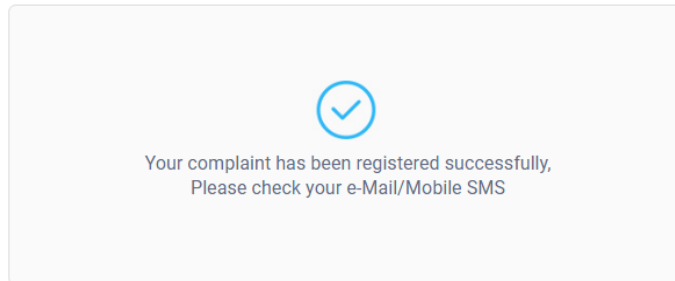 Your complaint has been registered successfully,
Please check your e-Mail/Mobile SMS